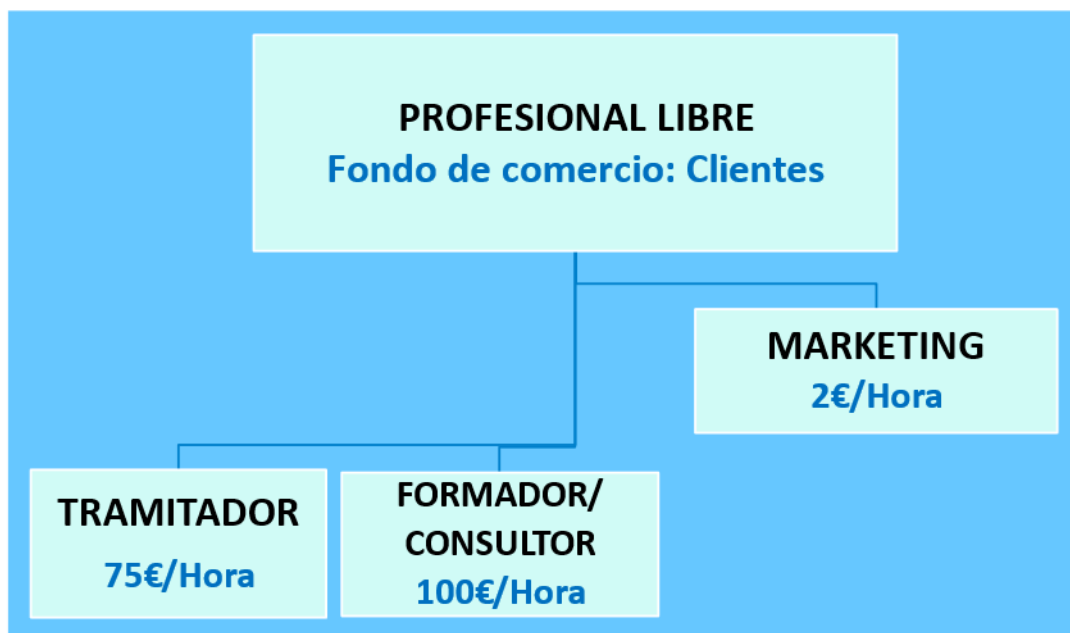 PROFESIONAL LIBRE
Fondo de comercio: Clientes
MARKETING
2€/Hora
TRAMITADOR
75€/Hora
FORMADOR/
CONSULTOR
100€/Hora